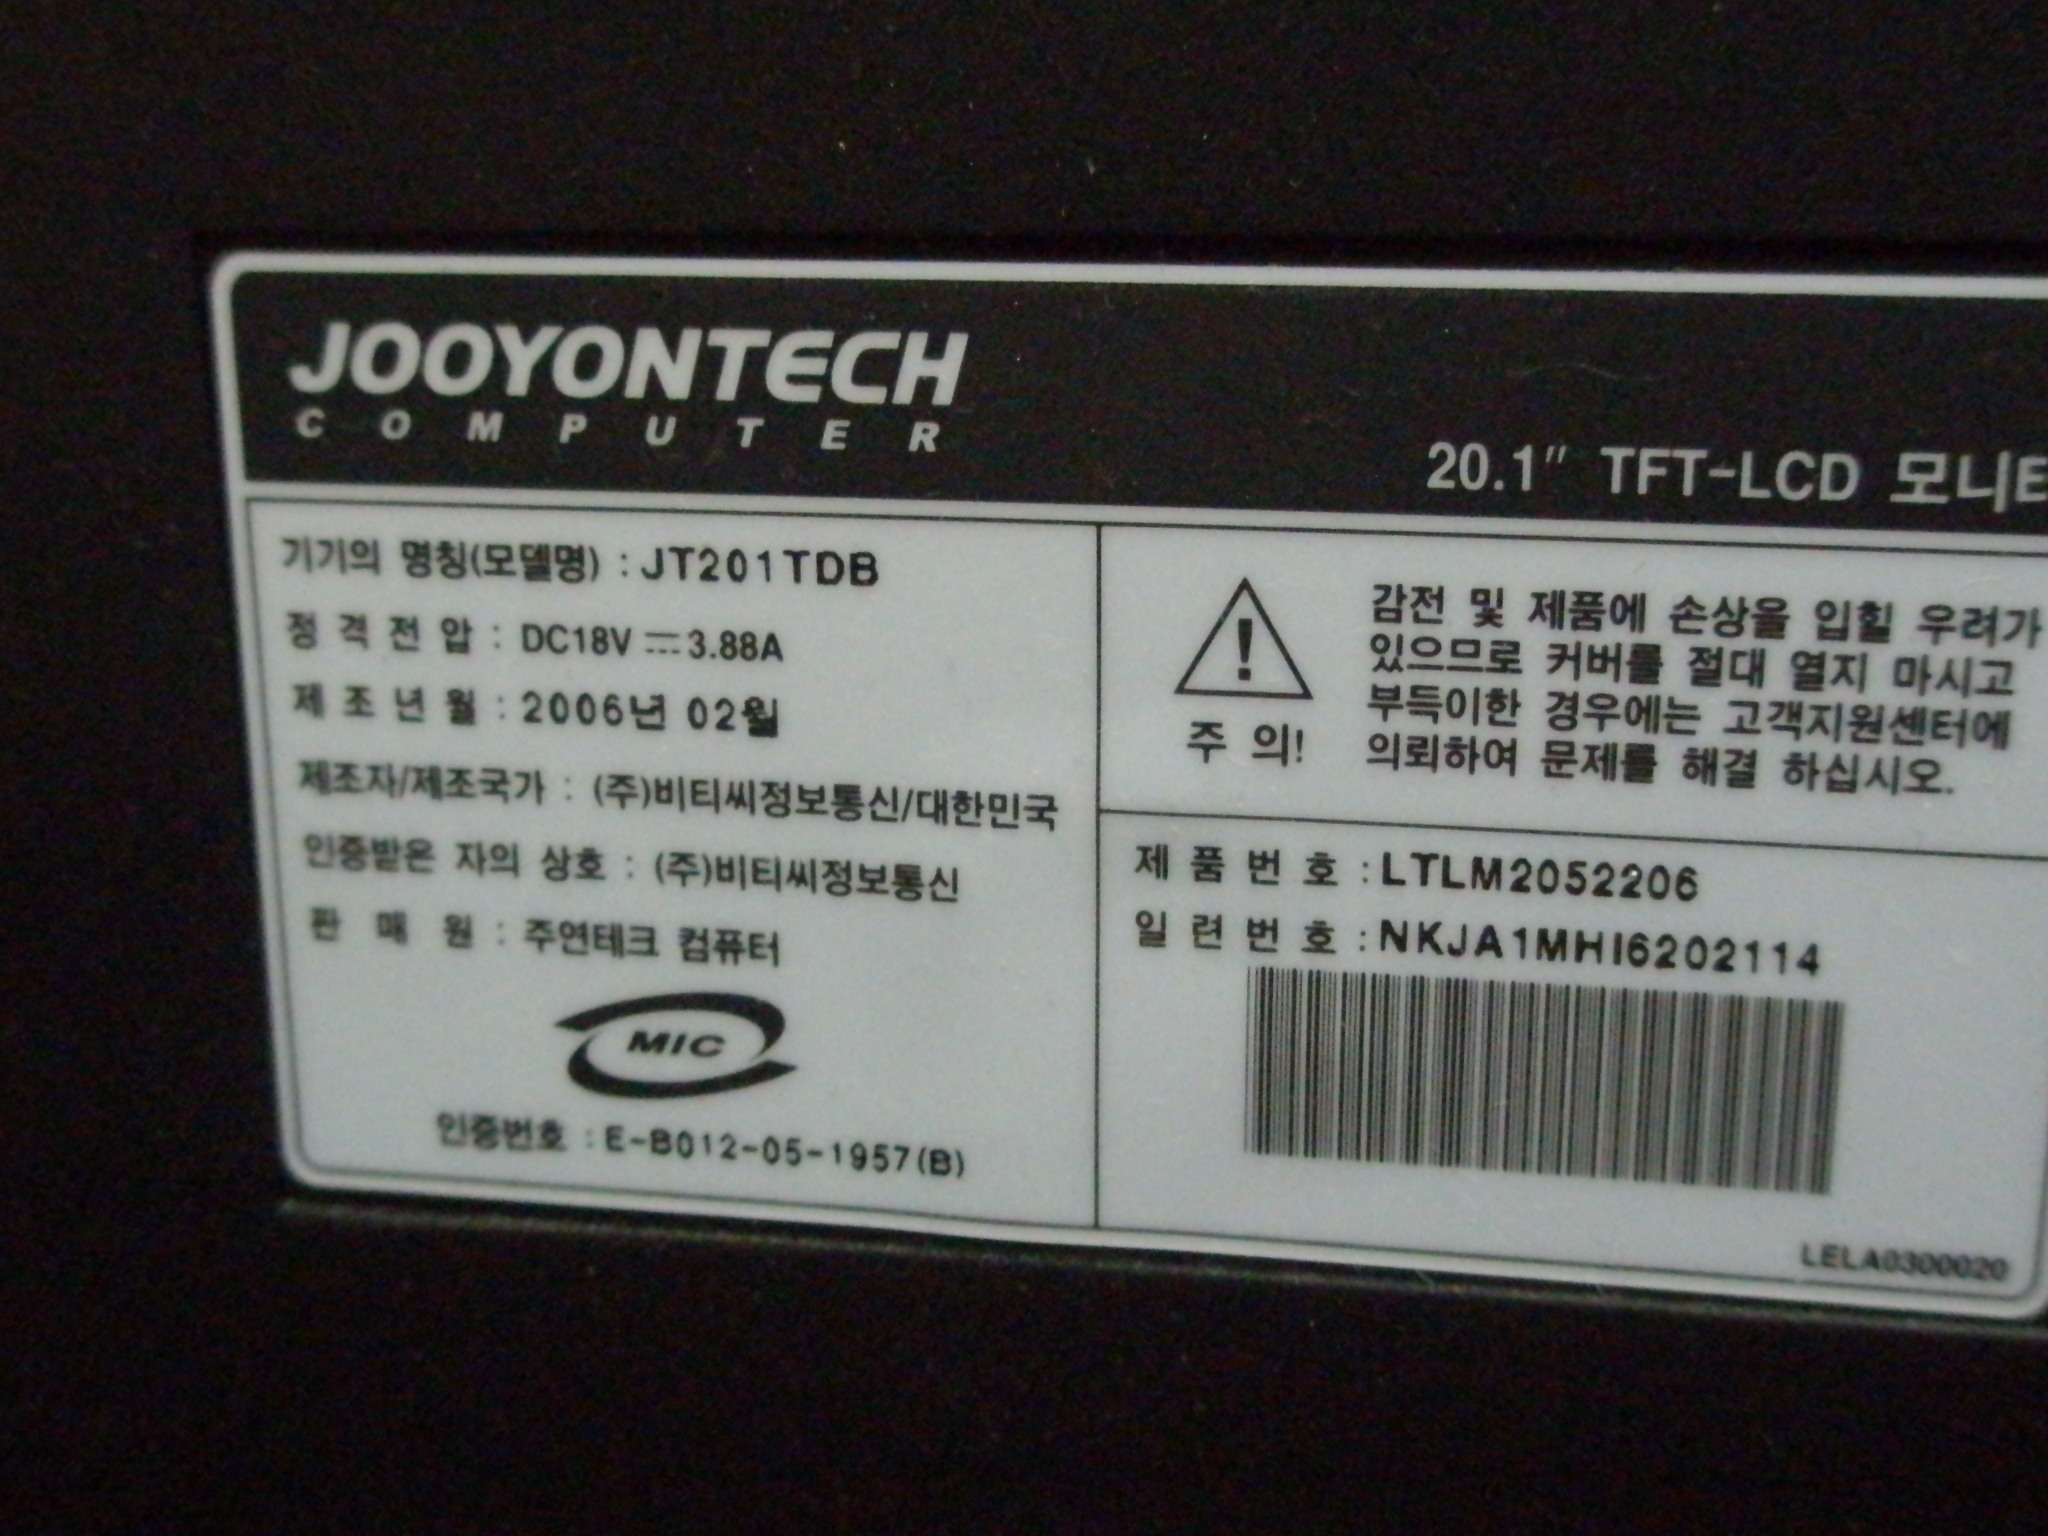 JOOYONTECH
COMPUTER
20.1" TFT-LCD 모니터
기기의 명칭(모델명) : JT201TDB
정격전압 : DC18V ⎓ 3.88A
제조년월 : 2006년 02월
제조자/제조국가 : (주)비티씨정보통신/대한민국
인증받은 자의 상호 : (주)비티씨정보통신
판매원 : 주연테크 컴퓨터
MIC
인증번호 : E-B012-05-1957(B)
주 의!
감전 및 제품에 손상을 입힐 우려가
있으므로 커버를 절대 열지 마시고
부득이한 경우에는 고객지원센터에
의뢰하여 문제를 해결 하십시오.
제품번호 : LTLM2052206
일련번호 : NKJA1MHI6202114
LELA0300020